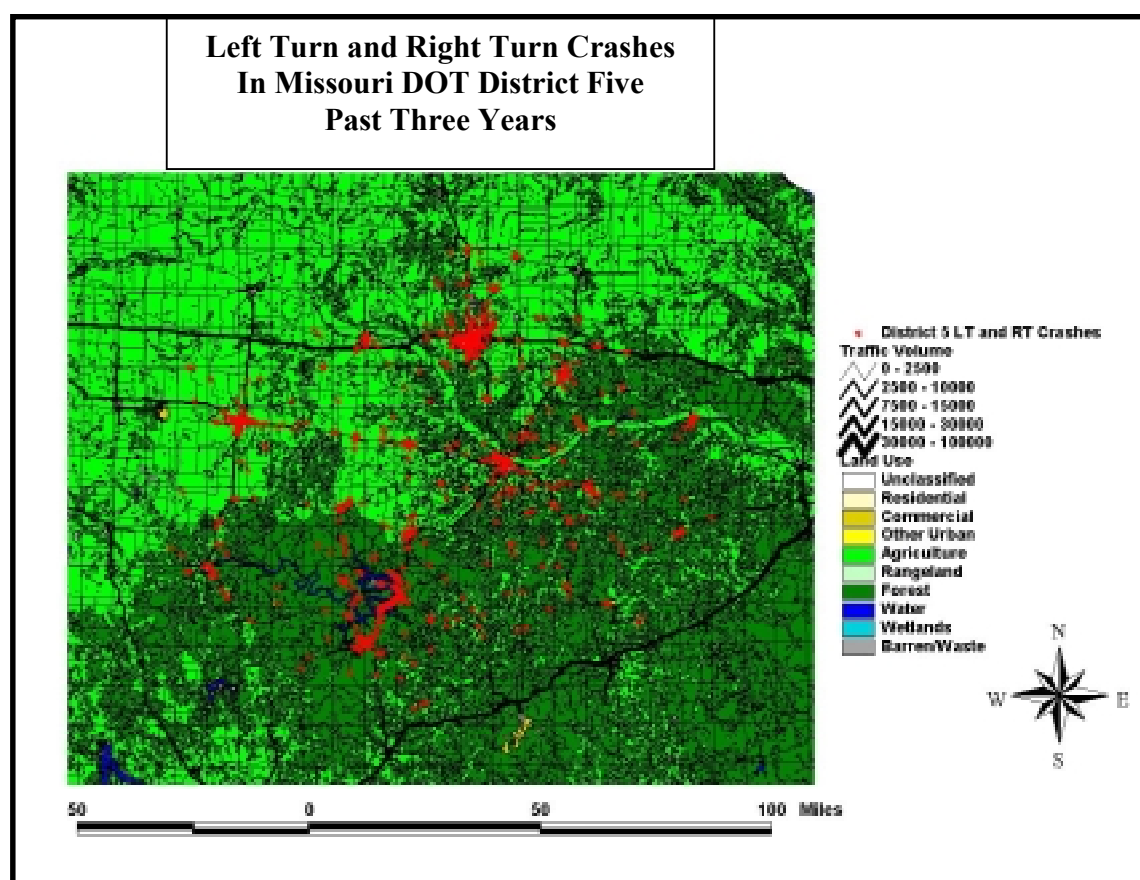 Left Turn and Right Turn Crashes
In Missouri DOT District Five
Past Three Years
District 5 LT and RT Crashes
Traffic Volume
0 - 2500
2500 - 10000
7500 - 15000
15000 - 30000
30000 - 100000
Land Use
Unclassified
Residential
Commercial
Other Urban
Agriculture
Rangeland
Forest
Water
Wetlands
Barren/Waste
N
W E
S
50 0 50 100 Miles